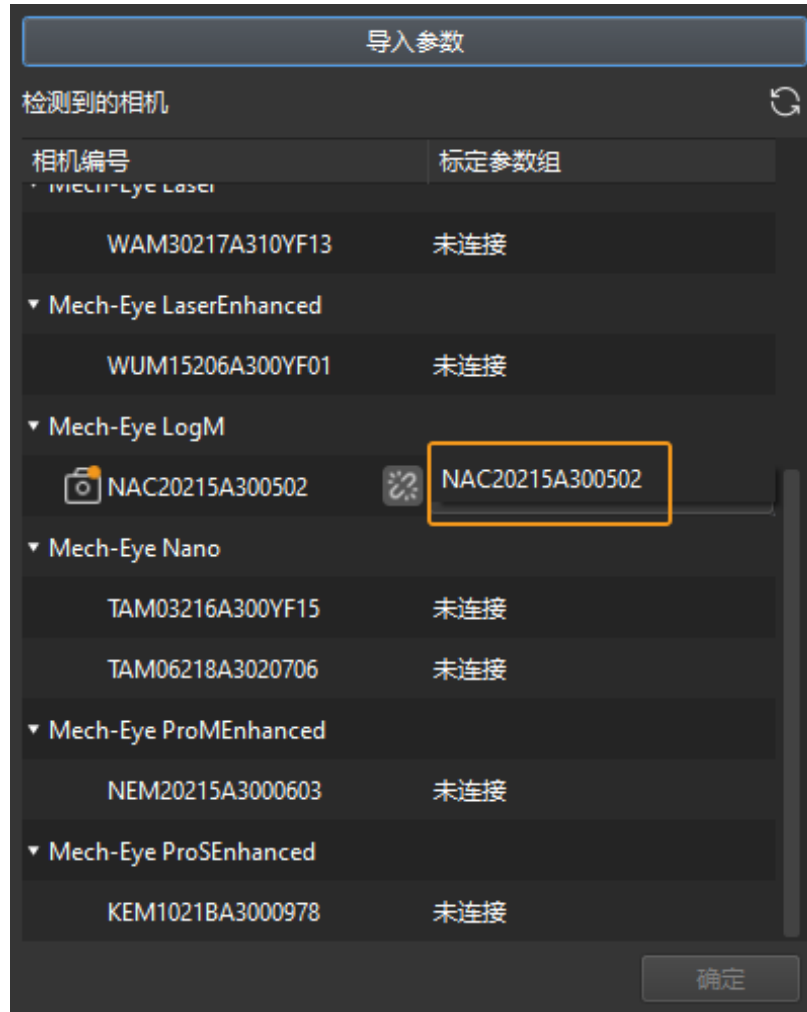 导入参数
检测到的相机
相机编号 标定参数组
Mech-Eye Laser
WAM30217A310YF13 未连接
Mech-Eye LaserEnhanced
WUM15206A300YF01 未连接
Mech-Eye LogM
NAC20215A300502 NAC20215A300502
Mech-Eye Nano
TAM03216A300YF15 未连接
TAM06218A3020706 未连接
Mech-Eye ProMEnhanced
NEM20215A3000603 未连接
Mech-Eye ProSEnhanced
KEM1021BA3000978 未连接
确定